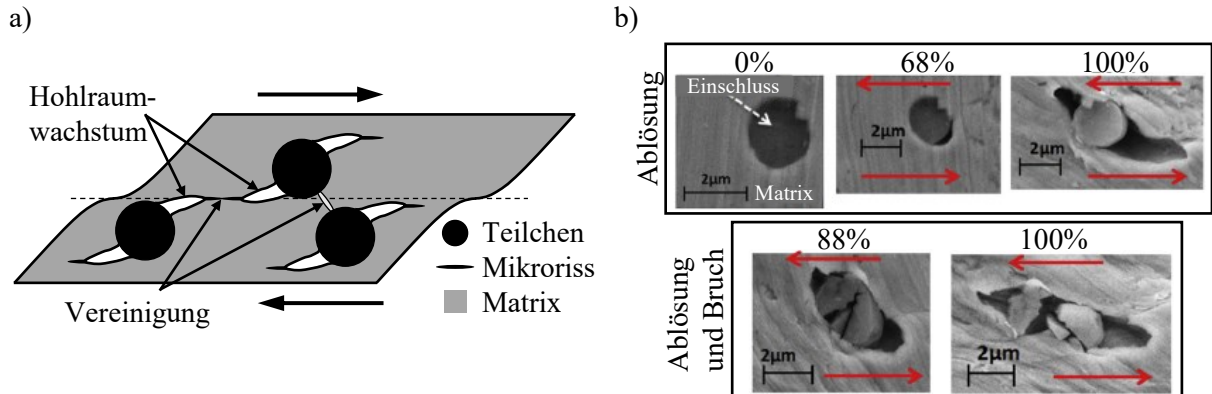 a)
Hohlraum-
wachstum
Vereinigung
Teilchen
Mikroriss
Matrix
b)
Ablösung
0%
68%
100%
Einschluss
2µm
Matrix
2µm
2µm
Ablösung
und Bruch
88%
100%
2µm
2µm